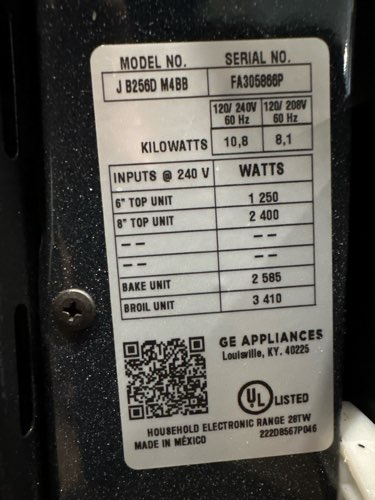 MODEL NO. SERIAL NO.
J B256D M4BB FA305866P
120/ 240V 120/ 208V
60 Hz 60 Hz
KILOWATTS 10,8 8,1
INPUTS @ 240 V WATTS
6" TOP UNIT 1 250
8" TOP UNIT 2 400
-- --
-- --
BAKE UNIT 2 585
BROIL UNIT 3 410
GE APPLIANCES
Louisville, KY. 40225
UL LISTED
HOUSEHOLD ELECTRONIC RANGE 28TW
MADE IN MÉXICO 222D8567P046